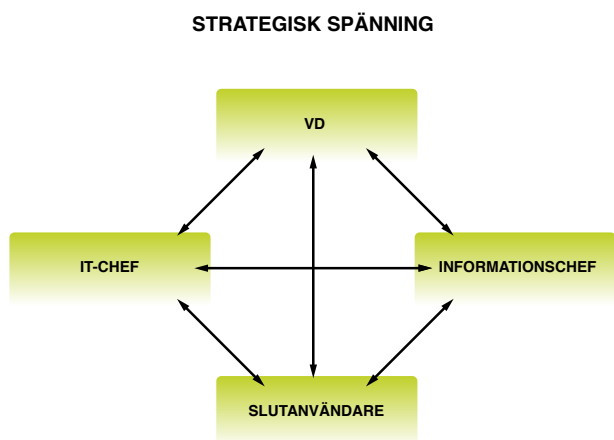 STRATEGISK SPÄNNING
VD
IT-CHEF
INFORMATIONSCHEF
SLUTANVÄNDARE